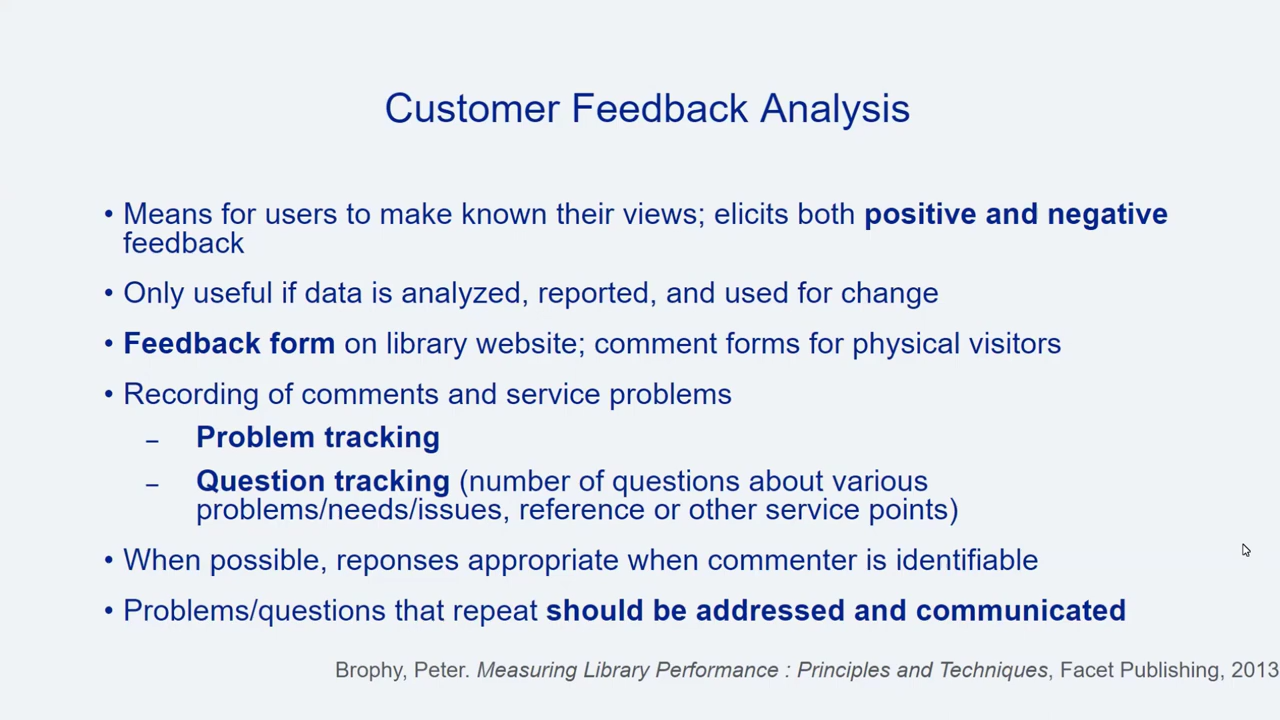 Customer Feedback Analysis
• Means for users to make known their views; elicits both positive and negative
feedback
• Only useful if data is analyzed, reported, and used for change
• Feedback form on library website; comment forms for physical visitors
• Recording of comments and service problems
– Problem tracking
– Question tracking (number of questions about various
problems/needs/issues, reference or other service points)
• When possible, reponses appropriate when commenter is identifiable
• Problems/questions that repeat should be addressed and communicated
Brophy, Peter. Measuring Library Performance : Principles and Techniques, Facet Publishing, 2013